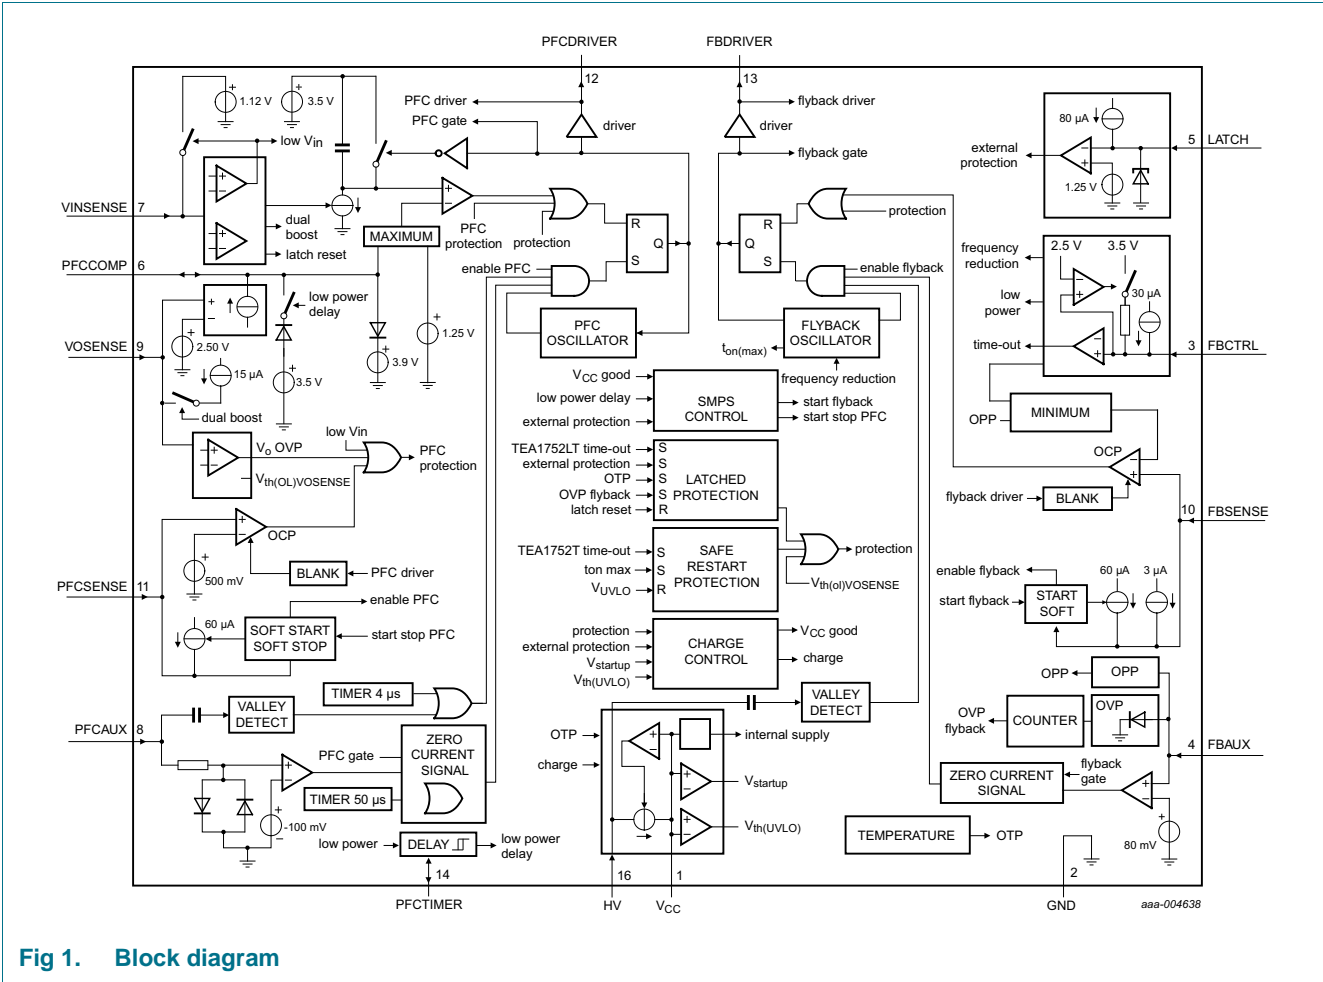 PFCDRIVER
FBDRIVER
12
13
1.12 V
3.5 V
PFC driver
PFC gate
driver
flyback driver
driver
flyback gate
80 µA
external
protection
1.25 V
5 LATCH
low Vin
VINSENSE 7
dual
boost
latch reset
MAXIMUM
PFC
protection
protection
R
Q
S
R
Q
S
protection
PFCCOMP 6
enable PFC
enable flyback
frequency
reduction
2.5 V
3.5 V
low
power
30 µA
time-out
3 FBCTRL
low power
delay
2.50 V
VOSENSE 9
15 µA
3.5 V
3.9 V
1.25 V
dual boost
PFC
OSCILLATOR
FLYBACK
OSCILLATOR
ton(max)
frequency reduction
VCC good
low power delay
external protection
SMPS
CONTROL
start flyback
start stop PFC
OPP
MINIMUM
low Vin
Vo OVP
Vth(OL)VOSENSE
PFC
protection
TEA1752LT time-out
external protection
OTP
OVP flyback
latch reset
S
S
S
S
R
LATCHED
PROTECTION
OCP
flyback driver
BLANK
10 FBSENSE
OCP
500 mV
BLANK
PFC driver
PFCSENSE 11
enable PFC
TEA1752T time-out
ton max
VUVLO
S
S
R
SAFE
RESTART
PROTECTION
protection
Vth(ol)VOSENSE
enable flyback
start flyback
START
SOFT
60 µA
3 µA
60 µA
SOFT START
SOFT STOP
start stop PFC
protection
external protection
Vstartup
Vth(UVLO)
CHARGE
CONTROL
VCC good
charge
OPP
OPP
TIMER 4 µs
VALLEY
DETECT
VALLEY
DETECT
OVP
flyback
COUNTER
OVP
PFCAUX 8
4 FBAUX
PFC gate
ZERO
CURRENT
SIGNAL
TIMER 50 µs
-100 mV
OTP
charge
internal supply
Vstartup
Vth(UVLO)
ZERO CURRENT
SIGNAL
flyback
gate
80 mV
low power
DELAY
low power
delay
TEMPERATURE
OTP
14
16
1
2
PFCTIMER
HV
VCC
GND
aaa-004638
Fig 1. Block diagram